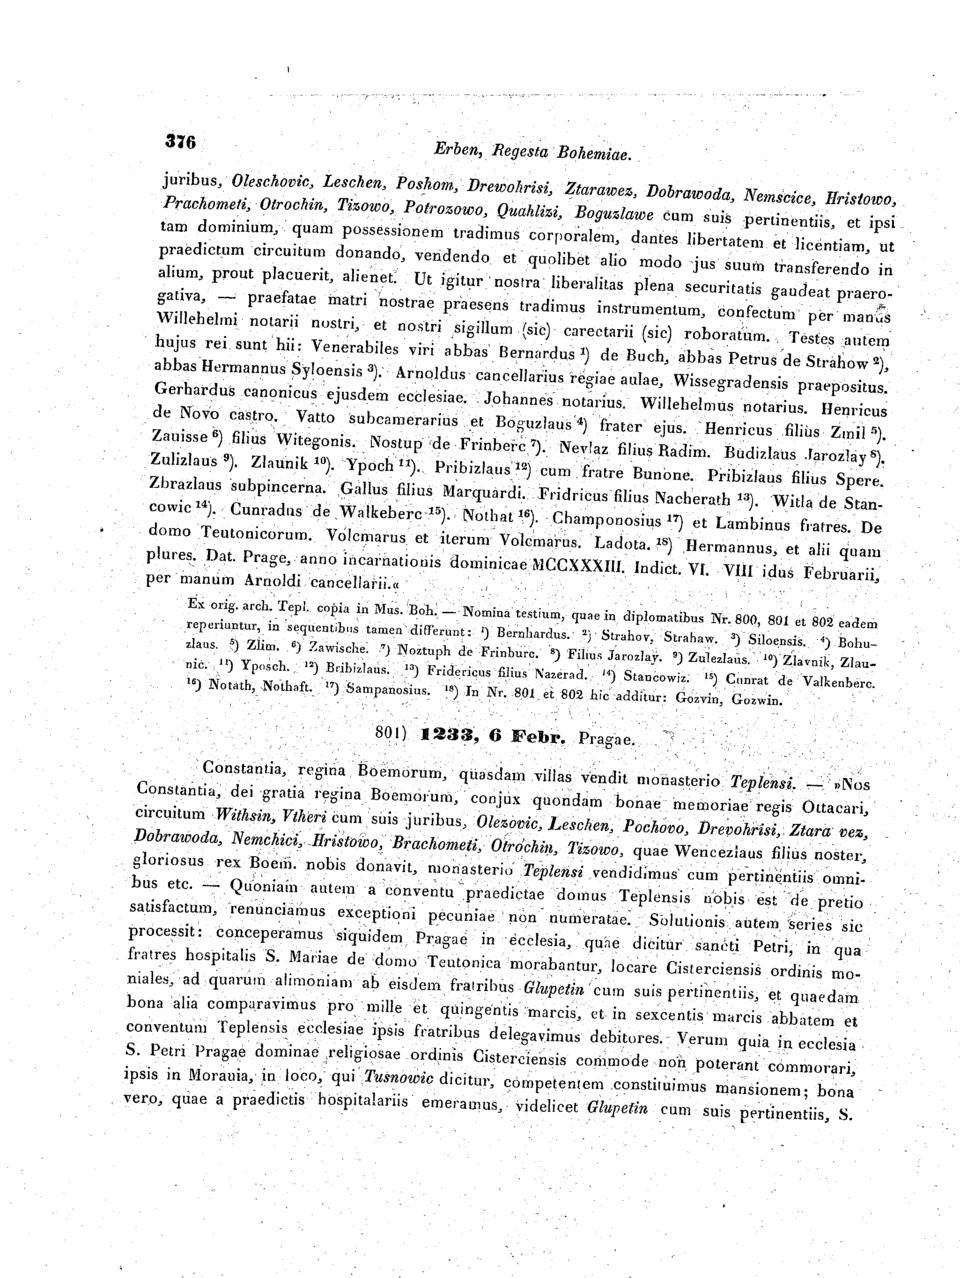 376
Erben, Regesta Bohemiae.
juribus, Oleschovic, Leschen, Poshom, Drewohrisi, Ztarawez, Dobrawoda, Nemscice, Hristowo,
Prachometi, Otrochin, Tizowo, Potrozowo, Quahlizi, Boguzlawe cum suis pertinentiis, et ipsi
tam dominium, quam possessionem tradimus corporalem, dantes libertatem et licentiam, ut
praedictum circuitum donando, vendendo et quolibet alio modo jus suum transferendo in
alium, prout placuerit, alienet. Ut igitur nostra liberalitas plena securitatis gaudeat praero-
gativa, — praefatae matri nostrae praesens tradimus instrumentum, confectum per manus
Willehelmi notarii nostri, et nostri sigillum (sic) carectarii (sic) roboratum. Testes autem
hujus rei sunt hii: Venerabiles viri abbas Bernardus ¹) de Buch, abbas Petrus de Strahow ²),
abbas Hermannus Syloensis ³). Arnoldus cancellarius regiae aulae, Wissegradensis praepositus.
Gerhardus canonicus ejusdem ecclesiae. Johannes notarius. Willehelmus notarius. Henricus
de Novo castro. Vatto subcamerarius et Boguzlaus ⁴) frater ejus. Henricus filius Zmil ⁵).
Zauisse ⁶) filius Witegonis. Nostup de Frinberc ⁷). Nevlaz filius Radim. Budizlaus Jarozlay ⁸).
Zulizlaus ⁹). Zlaunik ¹⁰). Ypoch ¹¹). Pribizlaus ¹²) cum fratre Bunone. Pribizlaus filius Spere.
Zbrazlaus subpincerna. Gallus filius Marquardi. Fridricus filius Nacherath ¹³). Witla de Stan-
cowic ¹⁴). Cunradus de Walkeberc ¹⁵). Nothat ¹⁶). Champonosius ¹⁷) et Lambinus fratres. De
domo Teutonicorum. Volcmarus et iterum Volcmarus. Ladota. ¹⁸) Hermannus, et alii quam
plures. Dat. Prage, anno incarnationis dominicae MCCXXXIII. Indict. VI. VIII idus Februarii,
per manum Arnoldi cancellarii.«
Ex orig. arch. Tepl. copia in Mus. Boh. — Nomina testium, quae in diplomatibus Nr. 800, 801 et 802 eadem
reperiuntur, in sequentibus tamen differunt: ¹) Bernhardus. ²) Strahov, Strahaw. ³) Siloensis. ⁴) Bohu-
zlaus. ⁵) Zlim. ⁶) Zawische. ⁷) Noztuph de Frinburc. ⁸) Filius Jarozlay. ⁹) Zulezlaus. ¹⁰) Zlavnik, Zlau-
nic. ¹¹) Yposch. ¹²) Bribizlaus. ¹³) Fridericus filius Nazerad. ¹⁴) Stancowiz. ¹⁵) Cunrat de Valkenberc.
¹⁶) Notath, Nothaft. ¹⁷) Sampanosius. ¹⁸) In Nr. 801 et 802 hic additur: Gozvin, Gozwin.
801) 1233, 6 Febr. Pragae.
Constantia, regina Boemorum, quasdam villas vendit monasterio Teplensi. — »Nos
Constantia, dei gratia regina Boemorum, conjux quondam bonae memoriae regis Ottacari,
circuitum Withsin, Vtheri cum suis juribus, Olezovic, Leschen, Pochovo, Drevohrisi, Ztara vez,
Dobrawoda, Nemchici, Hristowo, Brachometi, Otrochin, Tizowo, quae Wenceziaus filius noster,
gloriosus rex Boem. nobis donavit, monasterio Teplensi vendidimus cum pertinentiis omni-
bus etc. — Quoniam autem a conventu praedictae domus Teplensis nobis est de pretio
satisfactum, renunciamus exceptioni pecuniae non numeratae. Solutionis autem series sic
processit: conceperamus siquidem Pragae in ecclesia, quae dicitur sancti Petri, in qua
fratres hospitalis S. Mariae de domo Teutonica morabantur, locare Cisterciensis ordinis mo-
niales, ad quarum alimoniam ab eisdem fratribus Glupetin cum suis pertinentiis, et quaedam
bona alia comparavimus pro mille et quingentis marcis, et in sexcentis marcis abbatem et
conventum Teplensis ecclesiae ipsis fratribus delegavimus debitores. Verum quia in ecclesia
S. Petri Pragae dominae religiosae ordinis Cisterciensis commode non poterant commorari,
ipsis in Morauia, in loco, qui Tusnowic dicitur, competentem constituimus mansionem; bona
vero, quae a praedictis hospitalariis emeramus, videlicet Glupetin cum suis pertinentiis, S.